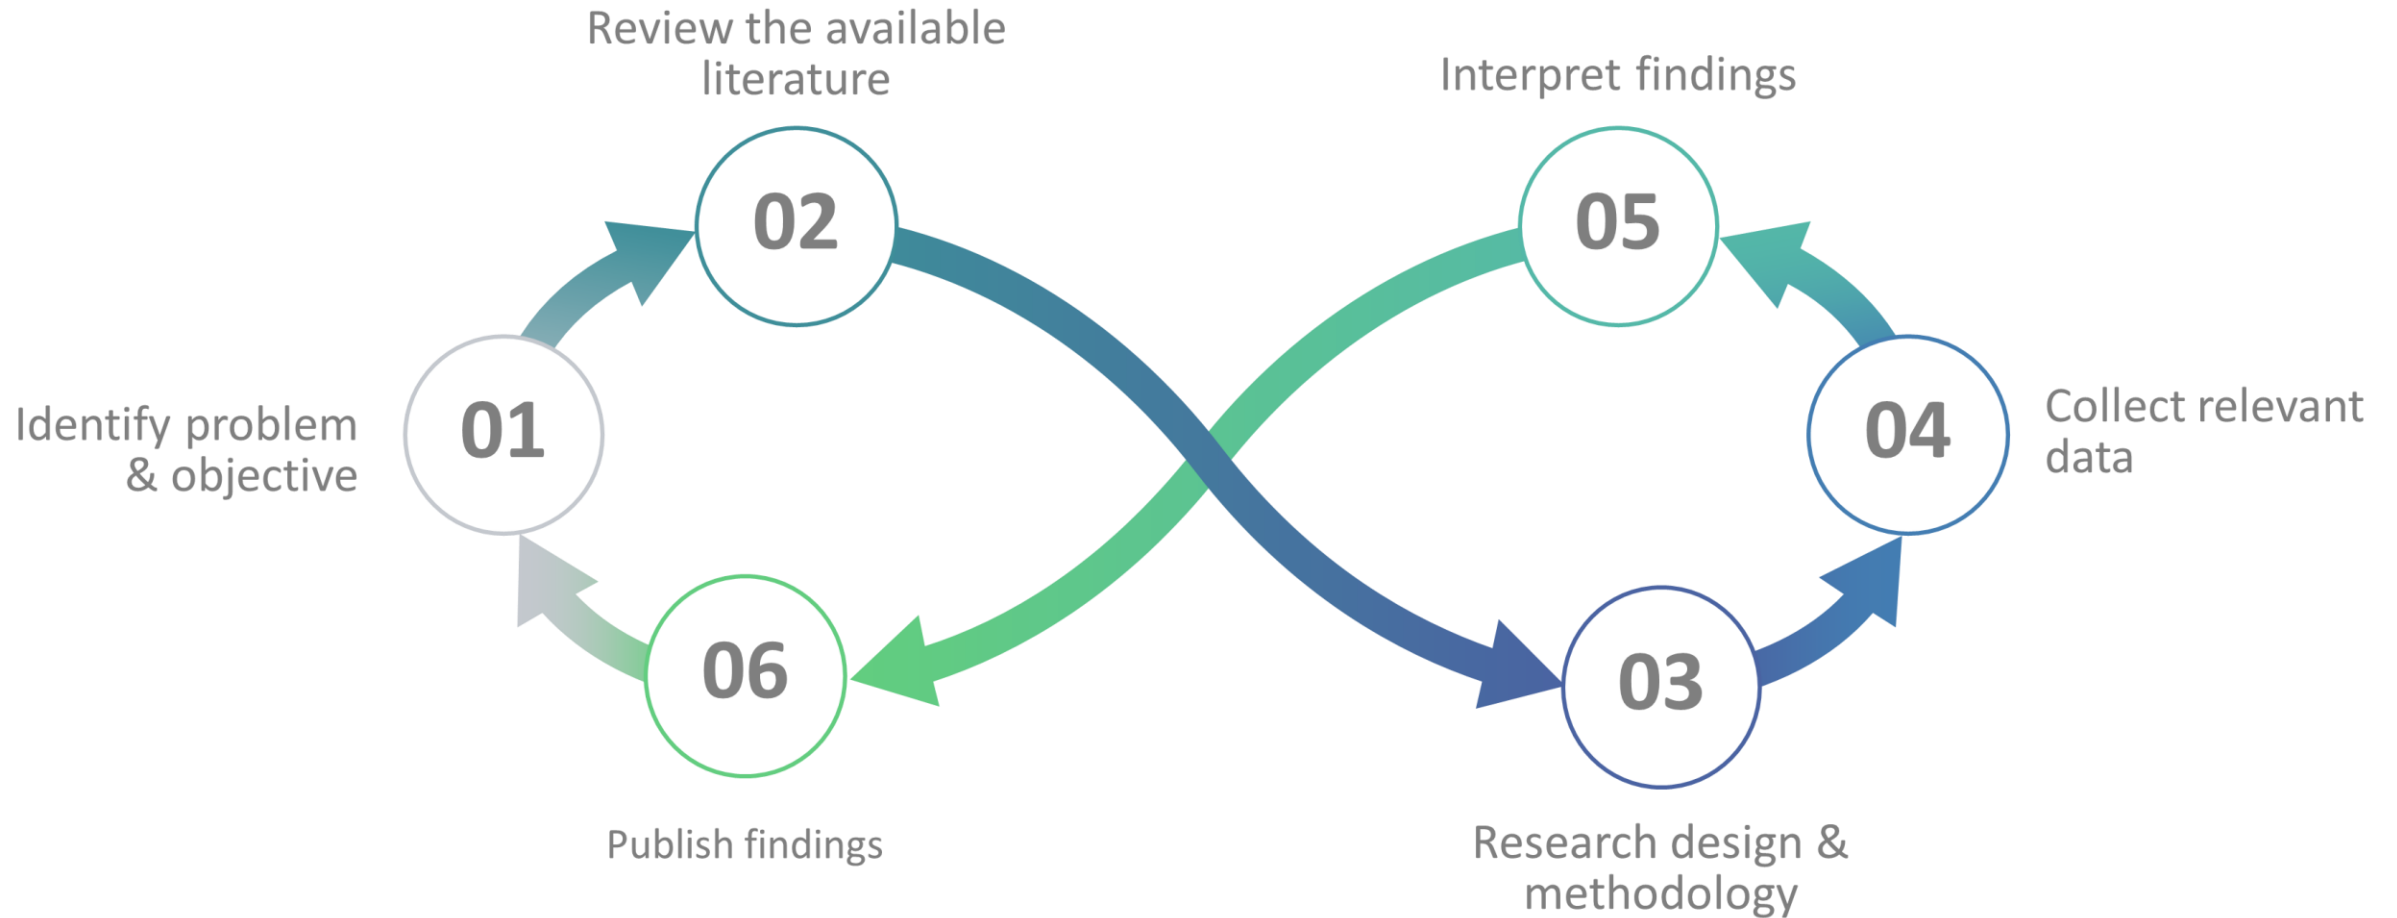 01
Identify problem
& objective
02
Review the available
literature
03
Research design &
methodology
04
Collect relevant
data
05
Interpret findings
06
Publish findings